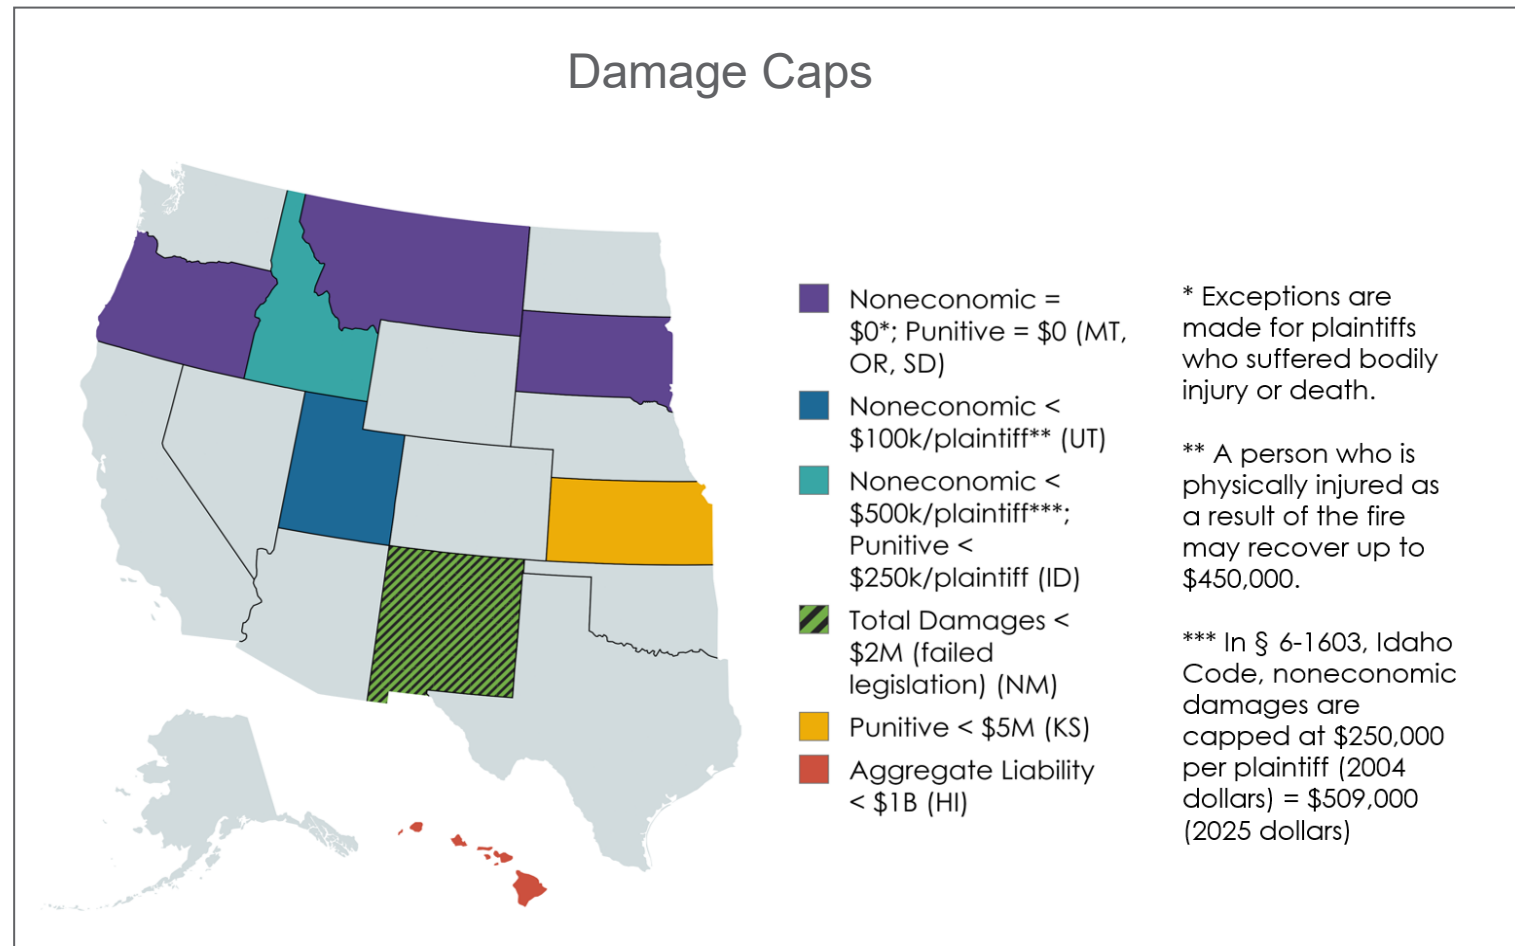 Damage Caps
Noneconomic =
$0*; Punitive = $0 (MT,
OR, SD)
Noneconomic <
$100k/plaintiff** (UT)
Noneconomic <
$500k/plaintiff***;
Punitive <
$250k/plaintiff (ID)
Total Damages <
$2M (failed
legislation) (NM)
Punitive < $5M (KS)
Aggregate Liability
< $1B (HI)
* Exceptions are
made for plaintiffs
who suffered bodily
injury or death.
** A person who is
physically injured as
a result of the fire
may recover up to
$450,000.
*** In § 6-1603, Idaho
Code, noneconomic
damages are
capped at $250,000
per plaintiff (2004
dollars) = $509,000
(2025 dollars)